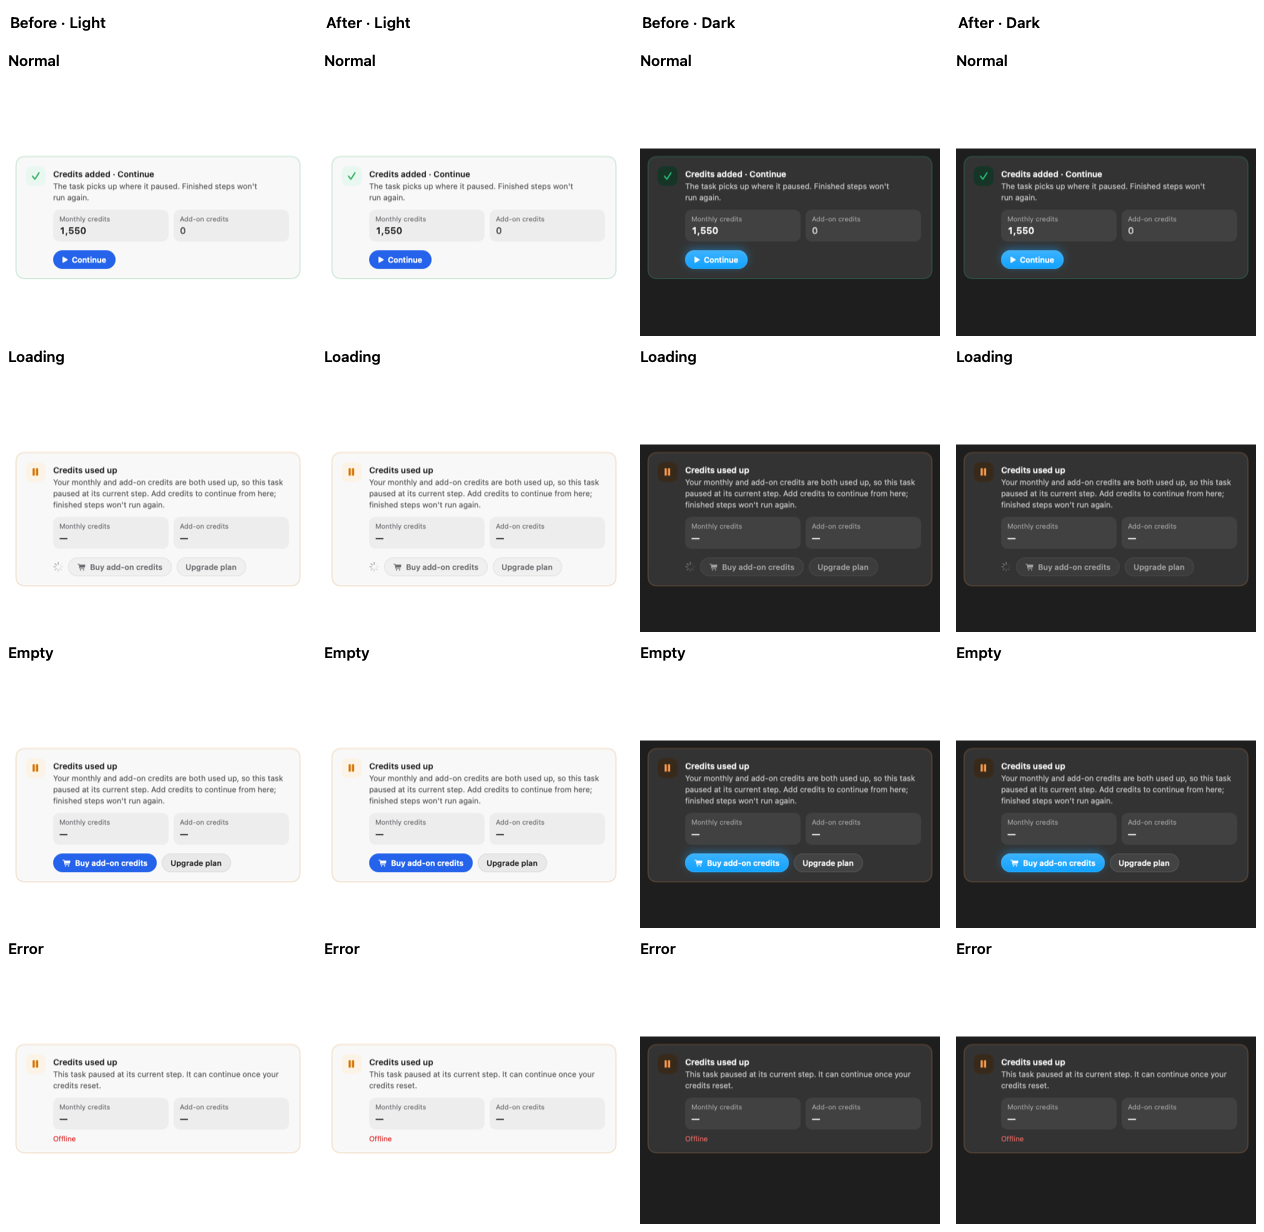 Before · Light
After · Light
Before · Dark
After · Dark
Normal
Normal
Normal
Normal
Credits added · Continue
The task picks up where it paused. Finished steps won't
run again.
Monthly credits
Add-on credits
1,550
0
Continue
Credits added · Continue
The task picks up where it paused. Finished steps won't
run again.
Monthly credits
Add-on credits
1,550
0
Continue
Credits added · Continue
The task picks up where it paused. Finished steps won't
run again.
Monthly credits
Add-on credits
1,550
0
Continue
Credits added · Continue
The task picks up where it paused. Finished steps won't
run again.
Monthly credits
Add-on credits
1,550
0
Continue
Loading
Loading
Loading
Loading
Credits used up
Your monthly and add-on credits are both used up, so this task
paused at its current step. Add credits to continue from here;
finished steps won't run again.
Monthly credits
Add-on credits
—
—
Buy add-on credits
Upgrade plan
Credits used up
Your monthly and add-on credits are both used up, so this task
paused at its current step. Add credits to continue from here;
finished steps won't run again.
Monthly credits
Add-on credits
—
—
Buy add-on credits
Upgrade plan
Credits used up
Your monthly and add-on credits are both used up, so this task
paused at its current step. Add credits to continue from here;
finished steps won't run again.
Monthly credits
Add-on credits
—
—
Buy add-on credits
Upgrade plan
Credits used up
Your monthly and add-on credits are both used up, so this task
paused at its current step. Add credits to continue from here;
finished steps won't run again.
Monthly credits
Add-on credits
—
—
Buy add-on credits
Upgrade plan
Empty
Empty
Empty
Empty
Credits used up
Your monthly and add-on credits are both used up, so this task
paused at its current step. Add credits to continue from here;
finished steps won't run again.
Monthly credits
Add-on credits
—
—
Buy add-on credits
Upgrade plan
Credits used up
Your monthly and add-on credits are both used up, so this task
paused at its current step. Add credits to continue from here;
finished steps won't run again.
Monthly credits
Add-on credits
—
—
Buy add-on credits
Upgrade plan
Credits used up
Your monthly and add-on credits are both used up, so this task
paused at its current step. Add credits to continue from here;
finished steps won't run again.
Monthly credits
Add-on credits
—
—
Buy add-on credits
Upgrade plan
Credits used up
Your monthly and add-on credits are both used up, so this task
paused at its current step. Add credits to continue from here;
finished steps won't run again.
Monthly credits
Add-on credits
—
—
Buy add-on credits
Upgrade plan
Error
Error
Error
Error
Credits used up
This task paused at its current step. It can continue once your
credits reset.
Monthly credits
Add-on credits
—
—
Offline
Credits used up
This task paused at its current step. It can continue once your
credits reset.
Monthly credits
Add-on credits
—
—
Offline
Credits used up
This task paused at its current step. It can continue once your
credits reset.
Monthly credits
Add-on credits
—
—
Offline
Credits used up
This task paused at its current step. It can continue once your
credits reset.
Monthly credits
Add-on credits
—
—
Offline